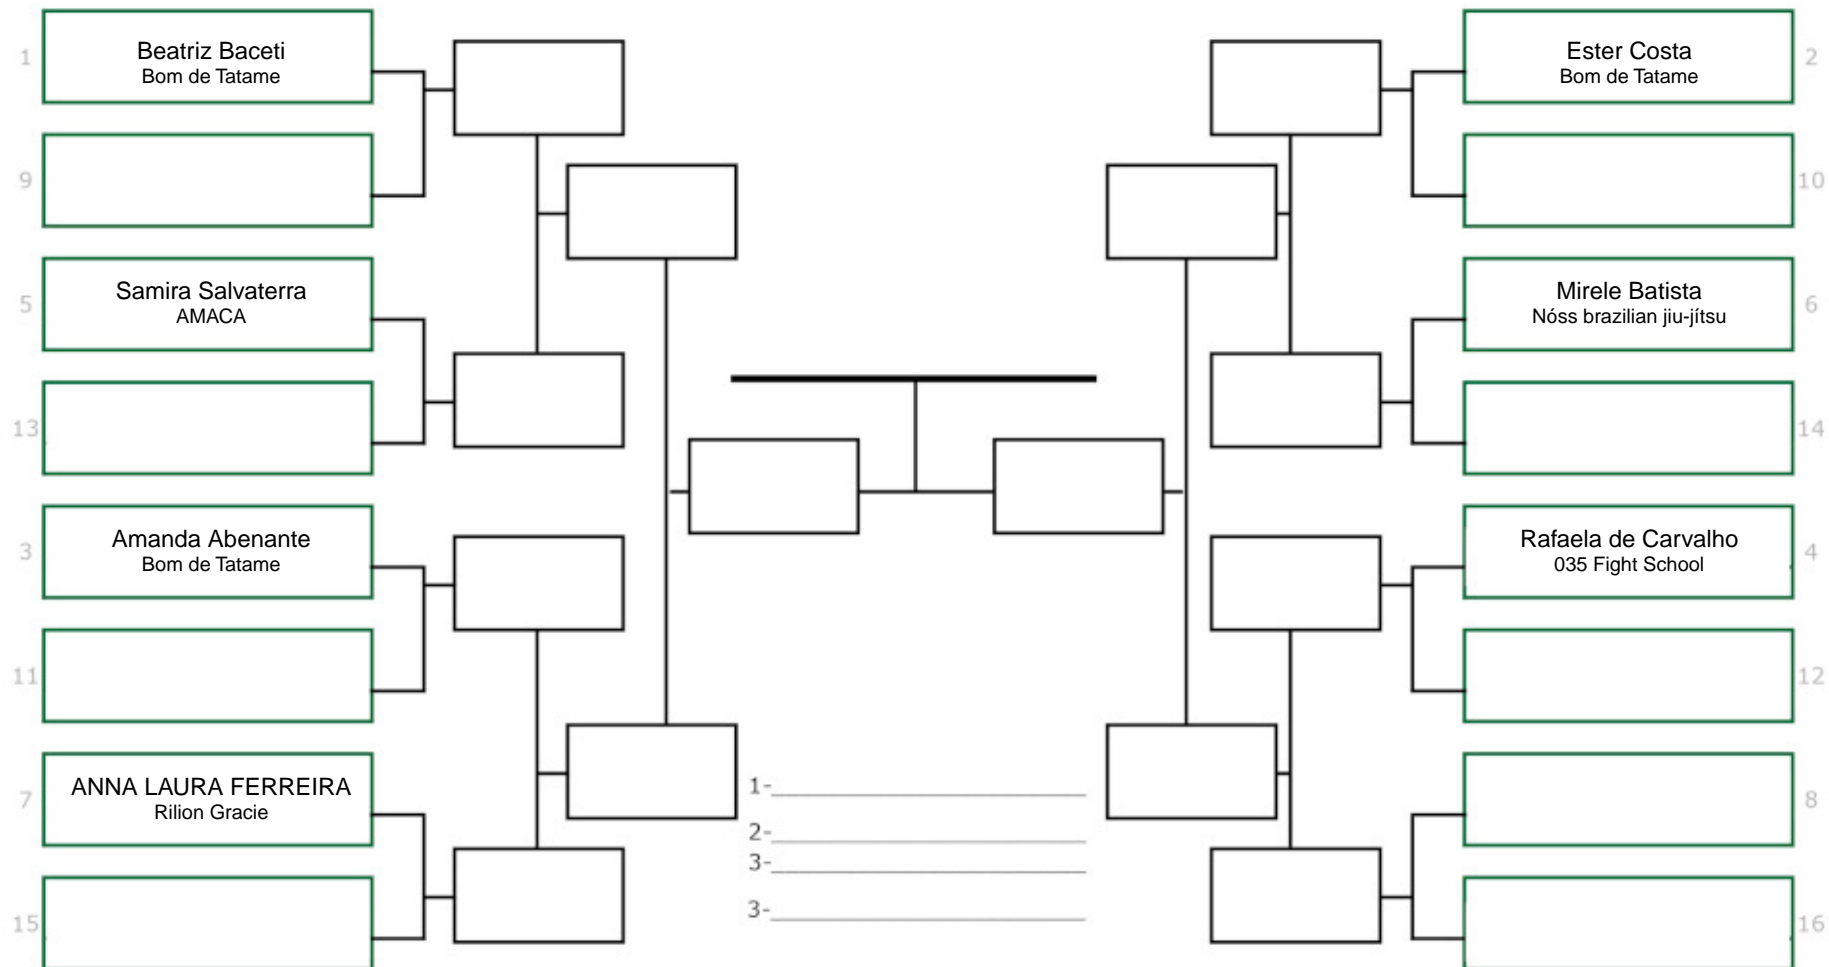 1
Beatriz Baceti
Bom de Tatame
9
5
Samira Salvaterra
AMACA
13
3
Amanda Abenante
Bom de Tatame
11
7
ANNA LAURA FERREIRA
Rilion Gracie
15
1-
2-
3-
3-
Ester Costa
Bom de Tatame
2
10
Mirele Batista
Nóss brazilian jiu-jítsu
6
14
Rafaela de Carvalho
035 Fight School
4
12
8
16